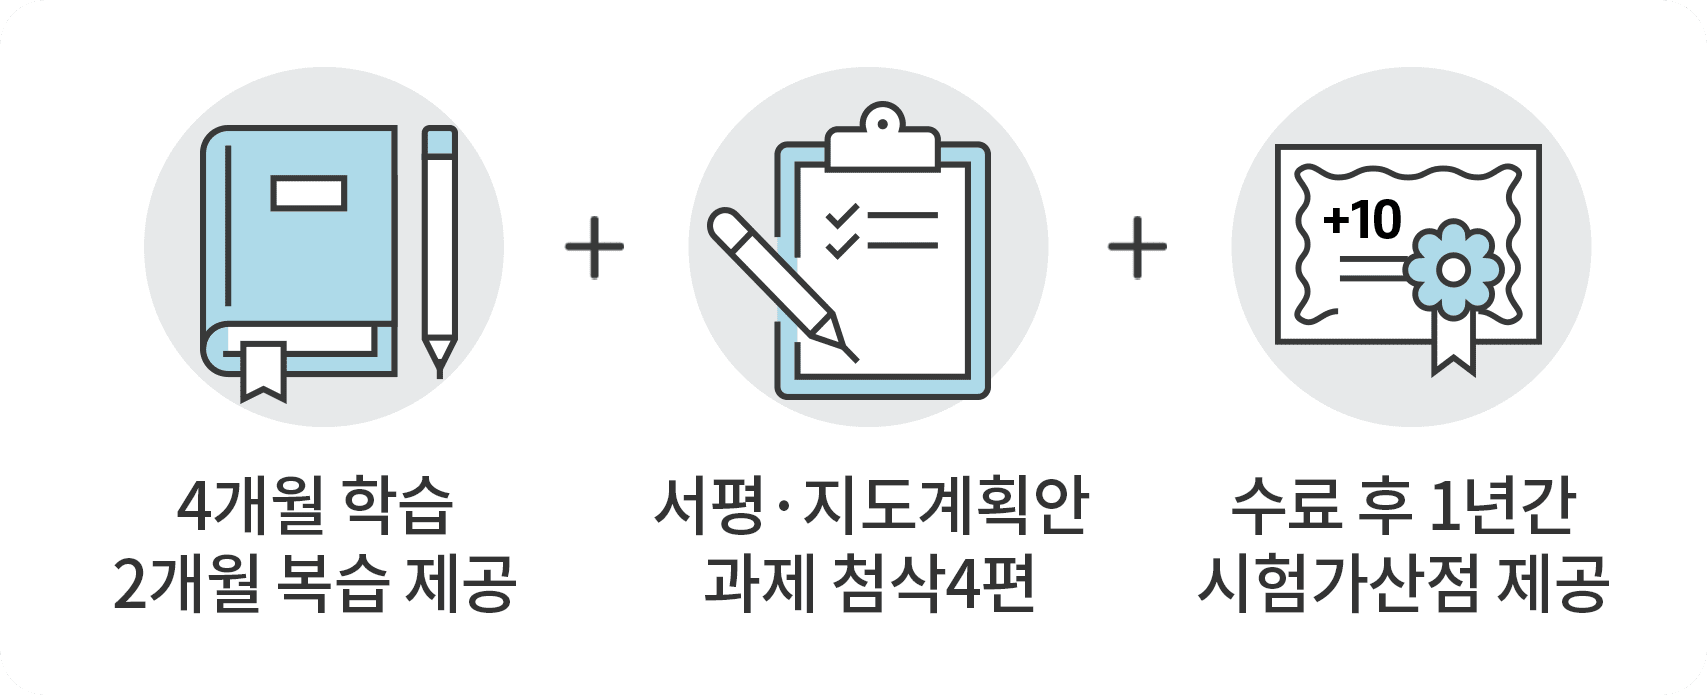 +10
4개월 학습
2개월 복습 제공
서평·지도계획안
과제 첨삭4편
수료 후 1년간
시험가산점 제공